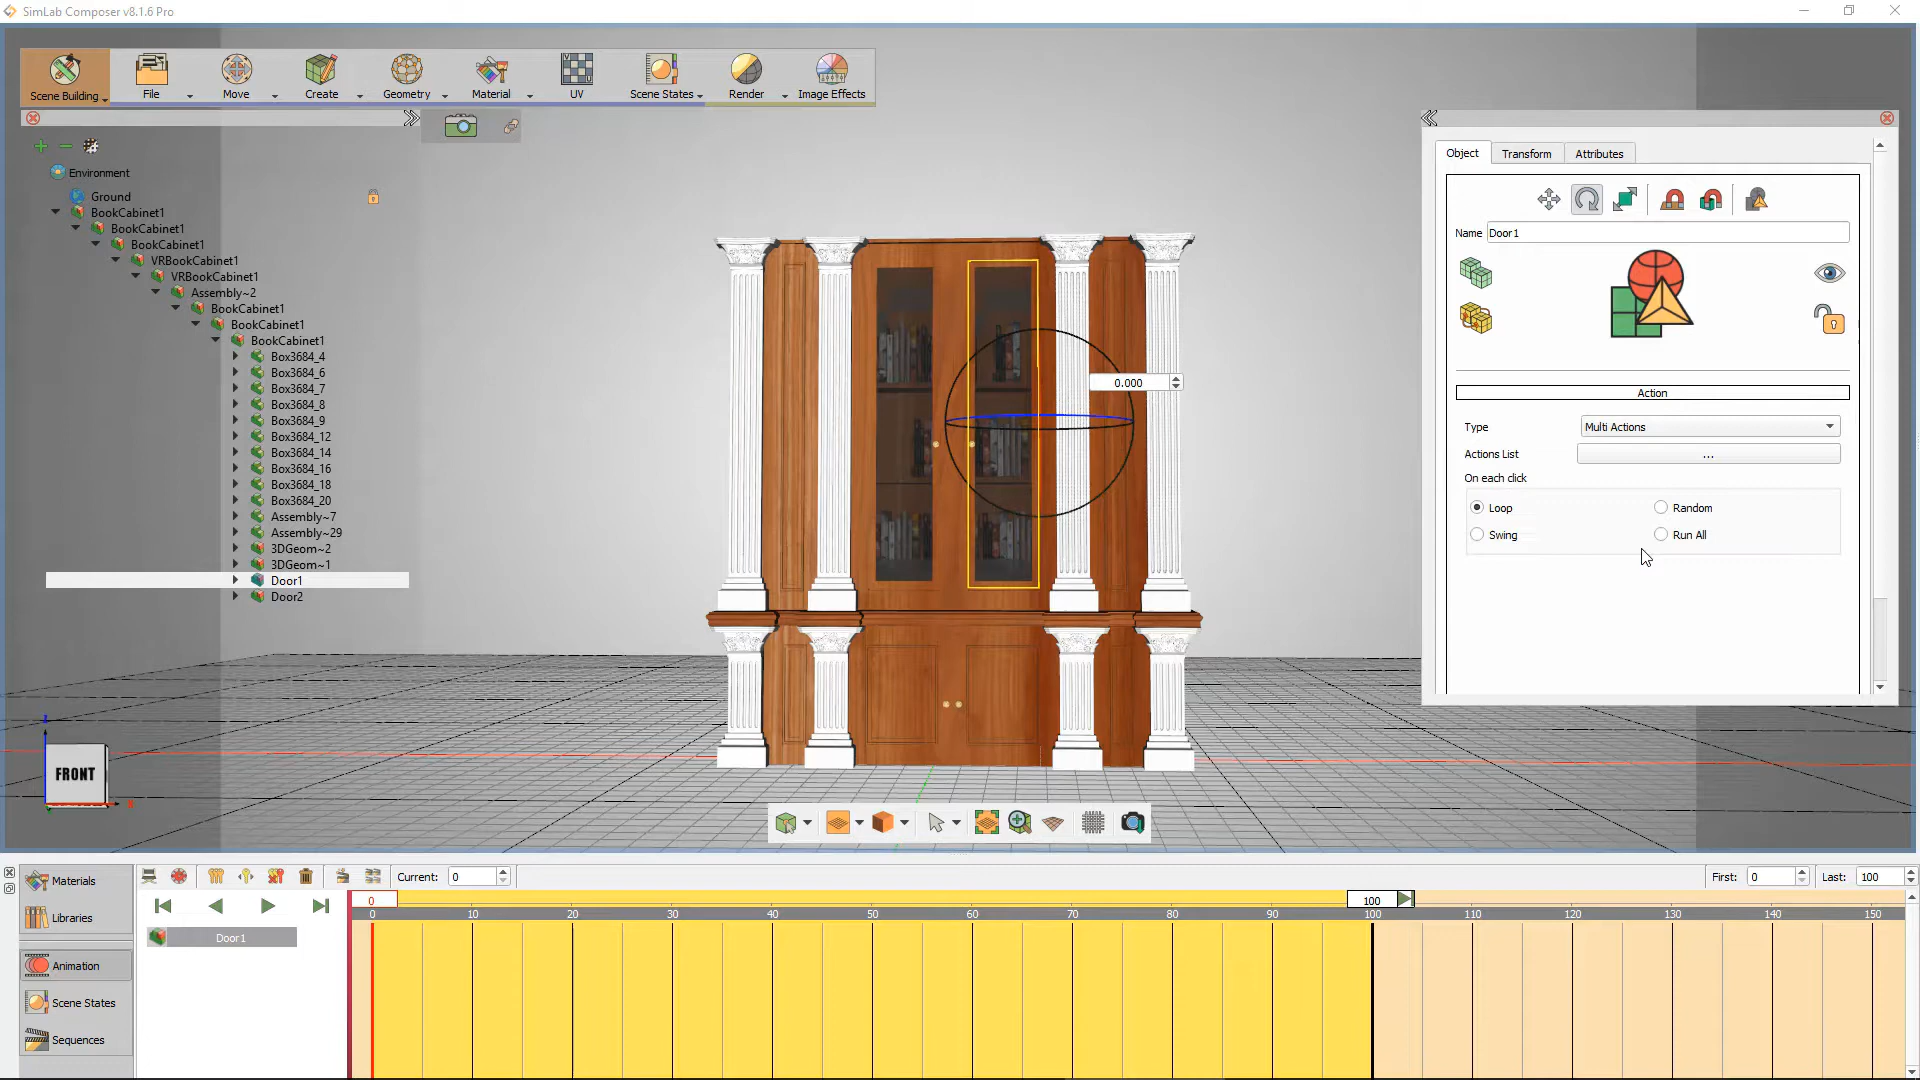 SimLab Composer v8.1.6 Pro
Scene Building
File
Move
Create
Geometry
Material
UV
Scene States
Render
Image Effects
Environment
Ground
BookCabinet1
BookCabinet1
BookCabinet1
VRBookCabinet1
VRBookCabinet1
Assembly~2
BookCabinet1
BookCabinet1
BookCabinet1
Box3684_4
Box3684_6
Box3684_7
Box3684_8
Box3684_9
Box3684_12
Box3684_14
Box3684_16
Box3684_18
Box3684_20
Assembly~7
Assembly~29
3DGeom~2
3DGeom~1
Door1
Door2
0.000
FRONT
Object
Transform
Attributes
Name Door1
Action
Type Multi Actions
Actions List ...
On each click
Loop
Random
Swing
Run All
Materials
Libraries
Animation
Scene States
Sequences
Current: 0
First: 0 Last: 100
0
100
0 10 20 30 40 50 60 70 80 90 100 110 120 130 140 150
Door1